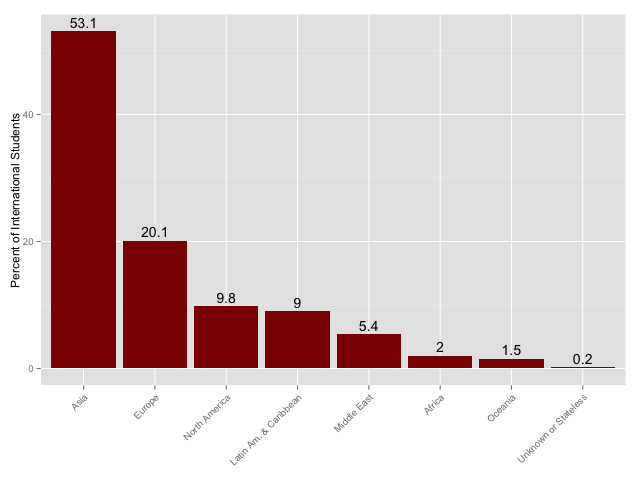 53.1
20.1
9.8
9
5.4
2
1.5
0.2
Percent of International Students
40
20
0
Asia
Europe
North America
Latin Am. & Caribbean
Middle East
Africa
Oceania
Unknown or Stateless